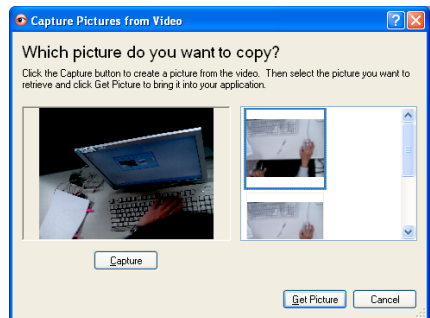 Capture Pictures from Video
Which picture do you want to copy?
Click the Capture button to create a picture from the video. Then select the picture you want to
retrieve and click Get Picture to bring it into your application.
Capture
Get Picture
Cancel